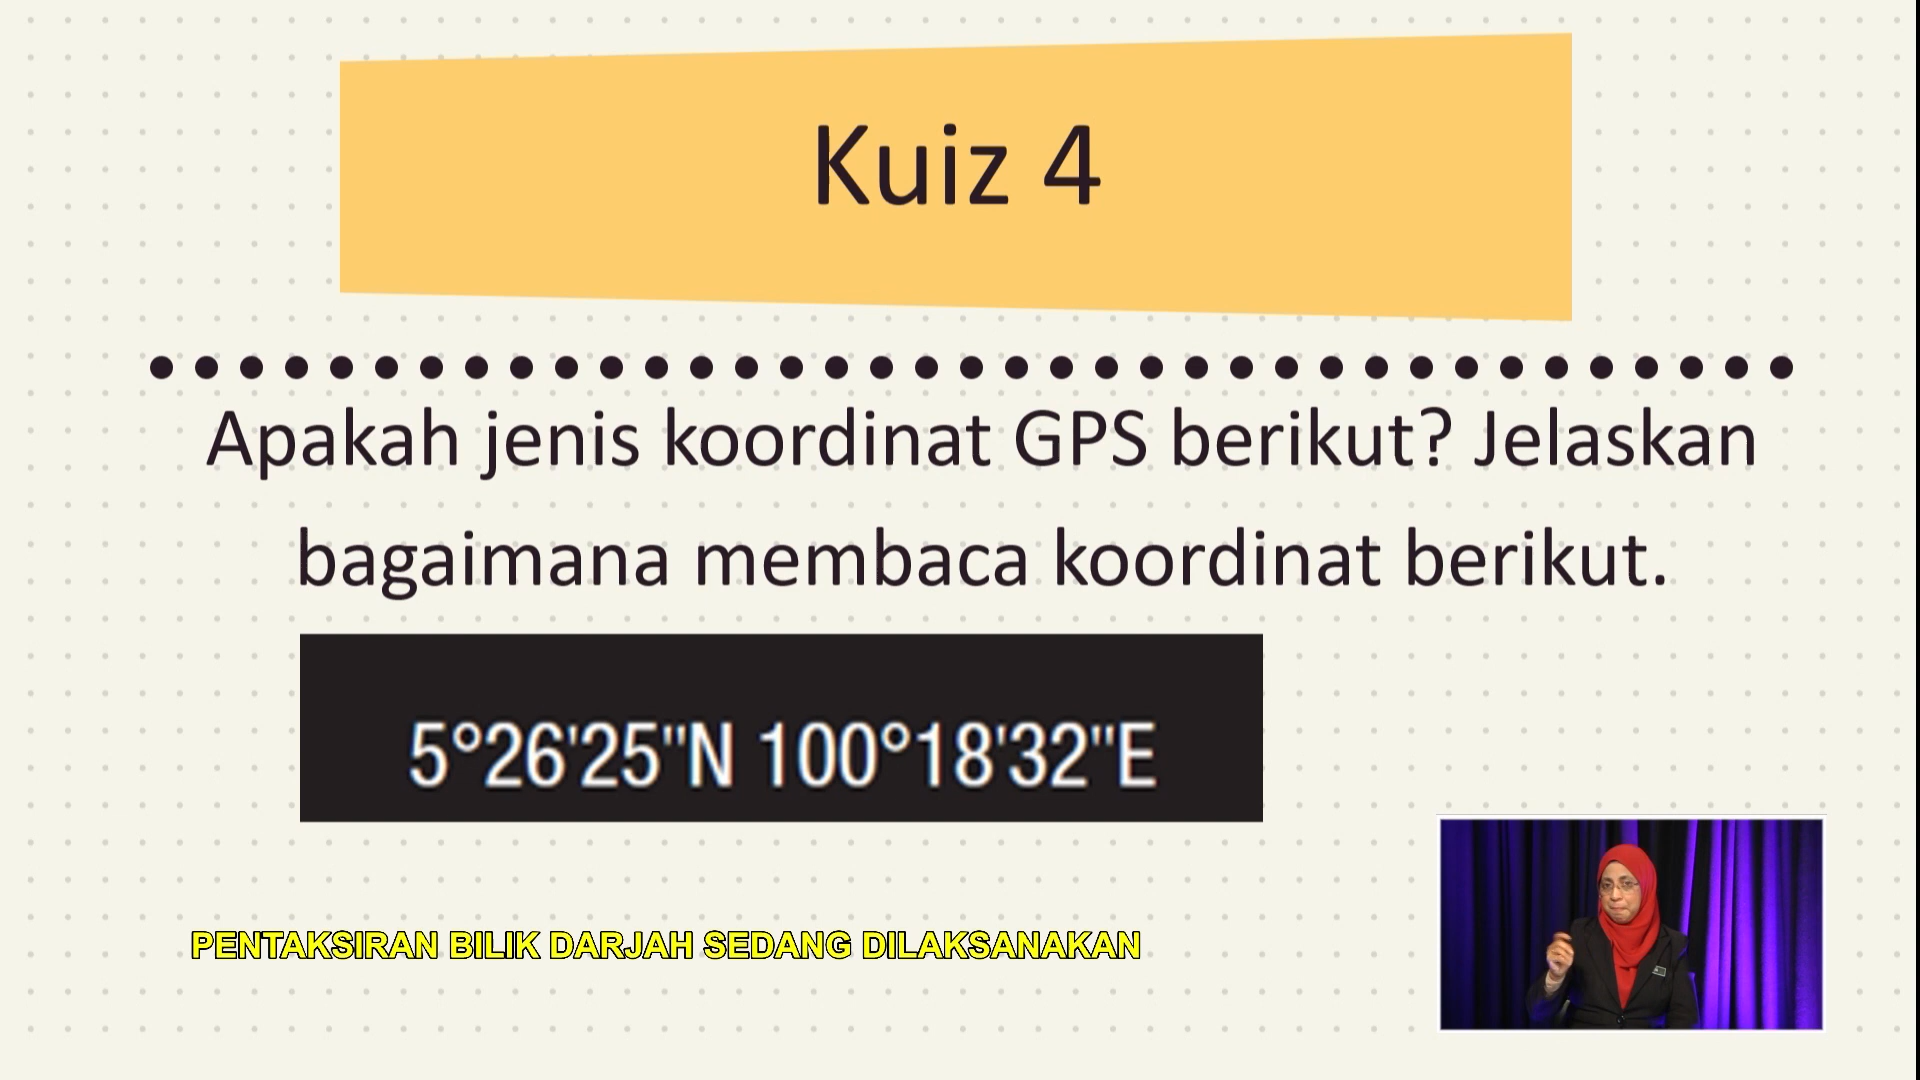 Kuiz 4
Apakah jenis koordinat GPS berikut? Jelaskan
bagaimana membaca koordinat berikut.
5°26'25"N 100°18'32"E
PENTAKSIRAN BILIK DARJAH SEDANG DILAKSANAKAN